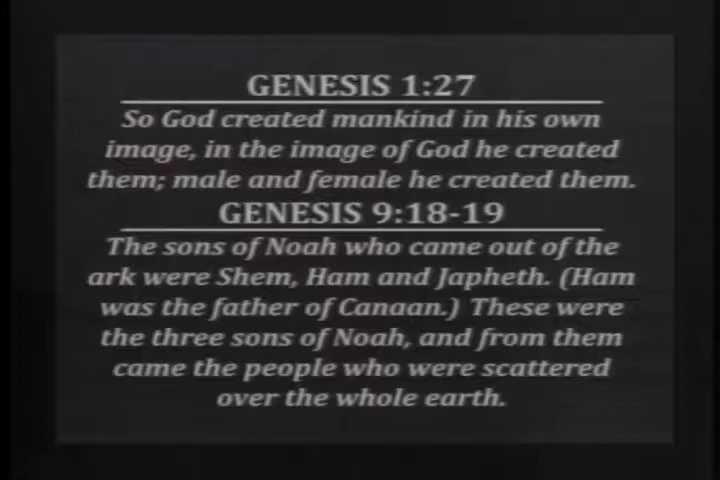 GENESIS 1:27
So God created mankind in his own
image, in the image of God he created
them; male and female he created them.
GENESIS 9:18-19
The sons of Noah who came out of the
ark were Shem, Ham and Japheth. (Ham
was the father of Canaan.) These were
the three sons of Noah, and from them
came the people who were scattered
over the whole earth.